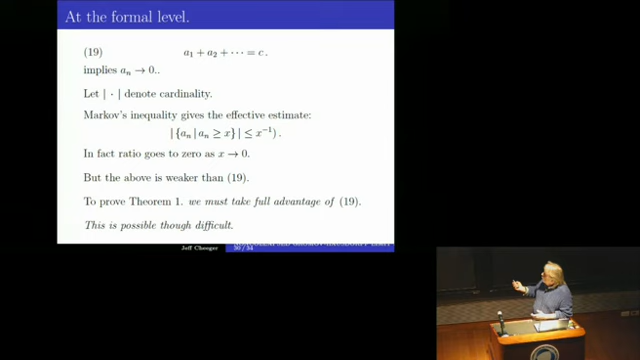 At the formal level.
(19) a₁ + a₂ + ⋯ = c.
implies aₙ → 0..
Let | · | denote cardinality.
Markov's inequality gives the effective estimate:
|{aₙ | aₙ ≥ x}| ≤ x⁻¹).
In fact ratio goes to zero as x → 0.
But the above is weaker than (19).
To prove Theorem 1. we must take full advantage of (19).
This is possible though difficult.
Jeff Cheeger
30 / 34